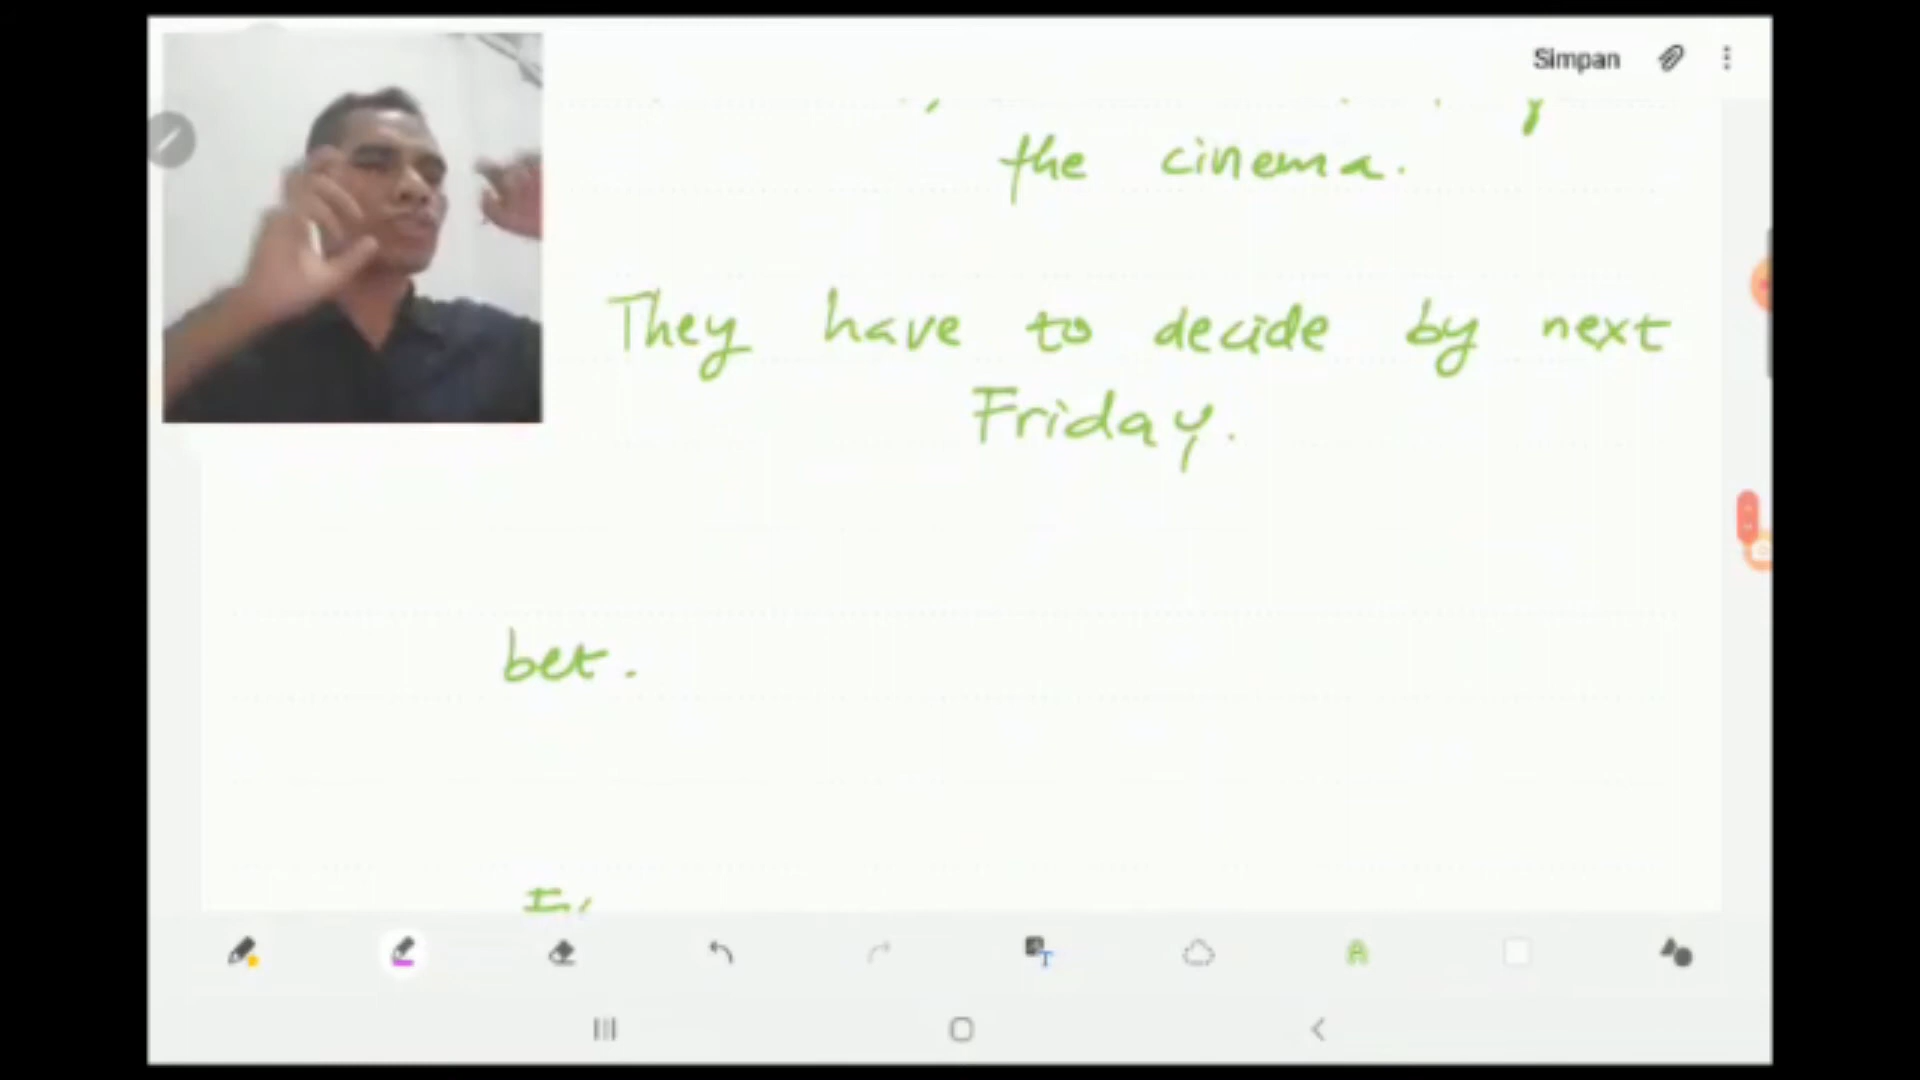 Simpan
the cinema.
They have to decide by next
Friday.
bet.